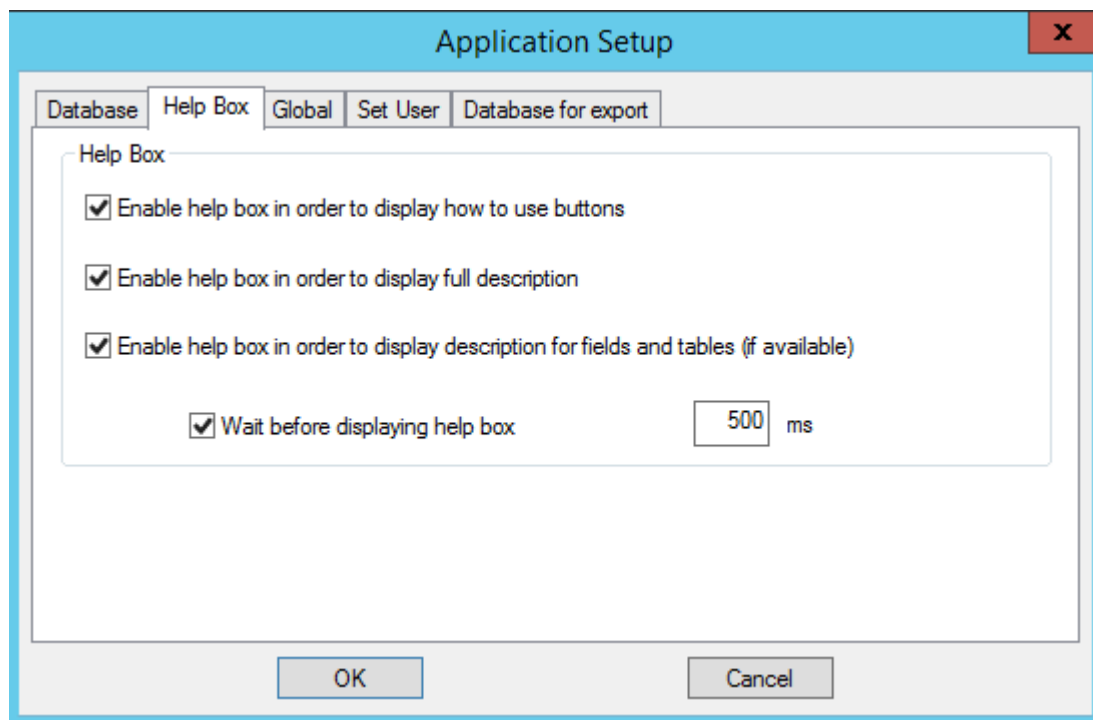 Application Setup
x
Database Help Box Global Set User Database for export
Help Box
Enable help box in order to display how to use buttons
Enable help box in order to display full description
Enable help box in order to display description for fields and tables (if available)
Wait before displaying help box 500 ms
OK Cancel